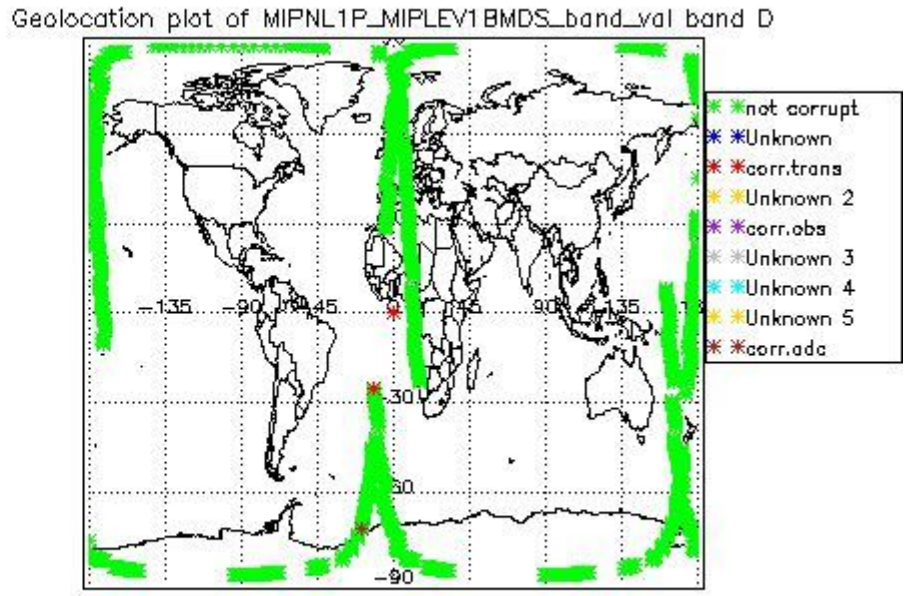 Geolocation plot of MIPNL1P_MIPLEV1BMDS_band_val band D
not corrupt
Unknown
corr.trans
Unknown 2
corr.obs
Unknown 3
Unknown 4
Unknown 5
corr.adc
-135 -90 45 45 90 135
-30
60
-90